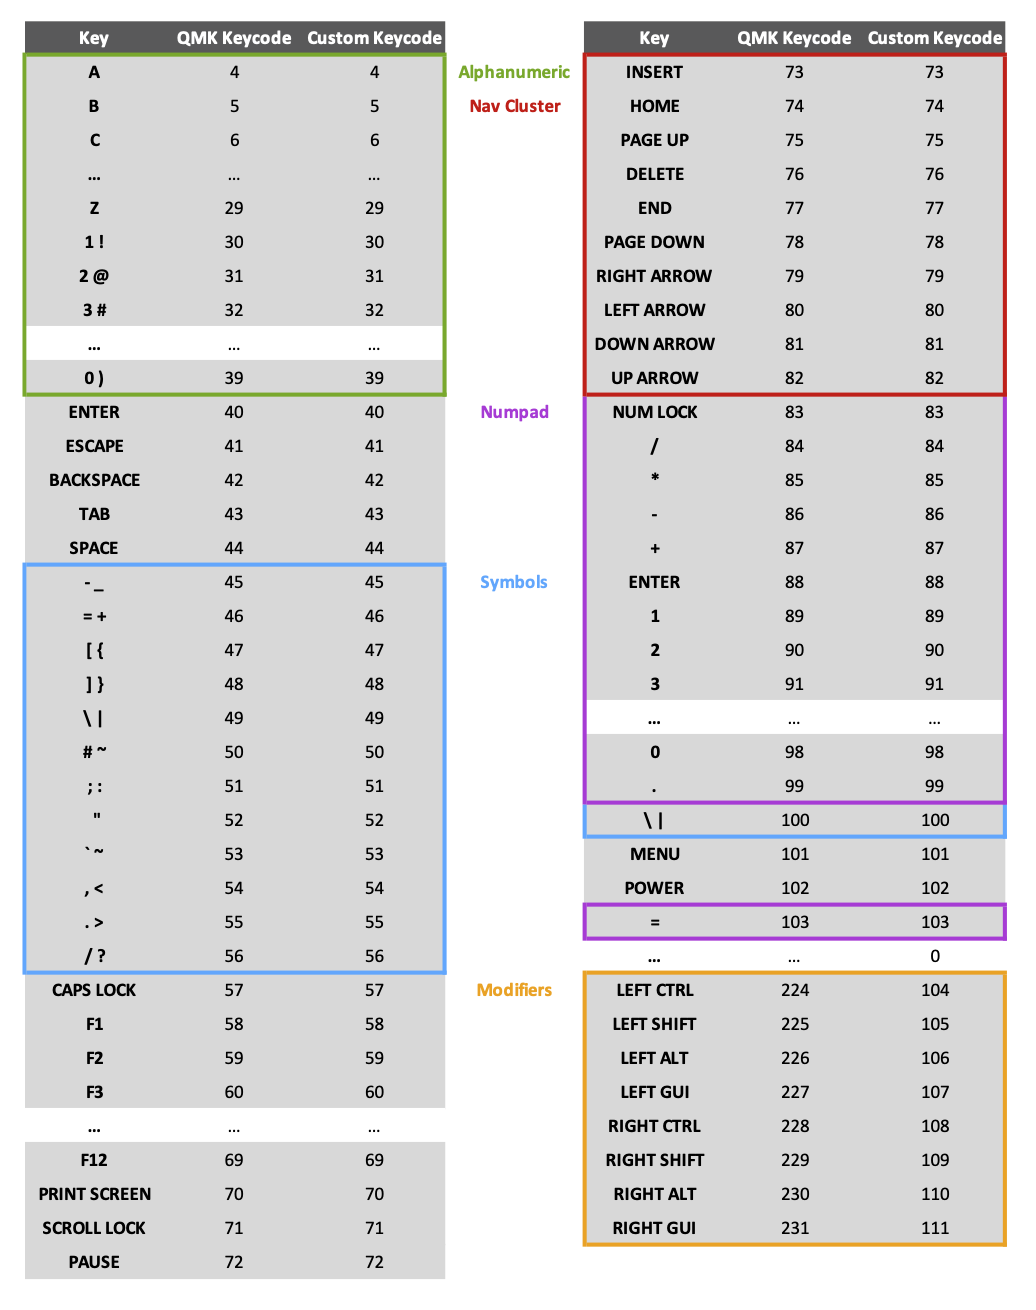 Key QMK Keycode Custom Keycode
A 4 4
B 5 5
C 6 6
... ... ...
Z 29 29
1 ! 30 30
2 @ 31 31
3 # 32 32
... ... ...
0 ) 39 39
ENTER 40 40
ESCAPE 41 41
BACKSPACE 42 42
TAB 43 43
SPACE 44 44
- _ 45 45
= + 46 46
[ { 47 47
] } 48 48
\ | 49 49
# ~ 50 50
; : 51 51
" 52 52
` ~ 53 53
, < 54 54
. > 55 55
/ ? 56 56
CAPS LOCK 57 57
F1 58 58
F2 59 59
F3 60 60
... ... ...
F12 69 69
PRINT SCREEN 70 70
SCROLL LOCK 71 71
PAUSE 72 72
Alphanumeric
Nav Cluster
Numpad
Symbols
Modifiers
Key QMK Keycode Custom Keycode
INSERT 73 73
HOME 74 74
PAGE UP 75 75
DELETE 76 76
END 77 77
PAGE DOWN 78 78
RIGHT ARROW 79 79
LEFT ARROW 80 80
DOWN ARROW 81 81
UP ARROW 82 82
NUM LOCK 83 83
/ 84 84
* 85 85
- 86 86
+ 87 87
ENTER 88 88
1 89 89
2 90 90
3 91 91
... ... ...
0 98 98
. 99 99
\ | 100 100
MENU 101 101
POWER 102 102
= 103 103
... ... 0
LEFT CTRL 224 104
LEFT SHIFT 225 105
LEFT ALT 226 106
LEFT GUI 227 107
RIGHT CTRL 228 108
RIGHT SHIFT 229 109
RIGHT ALT 230 110
RIGHT GUI 231 111